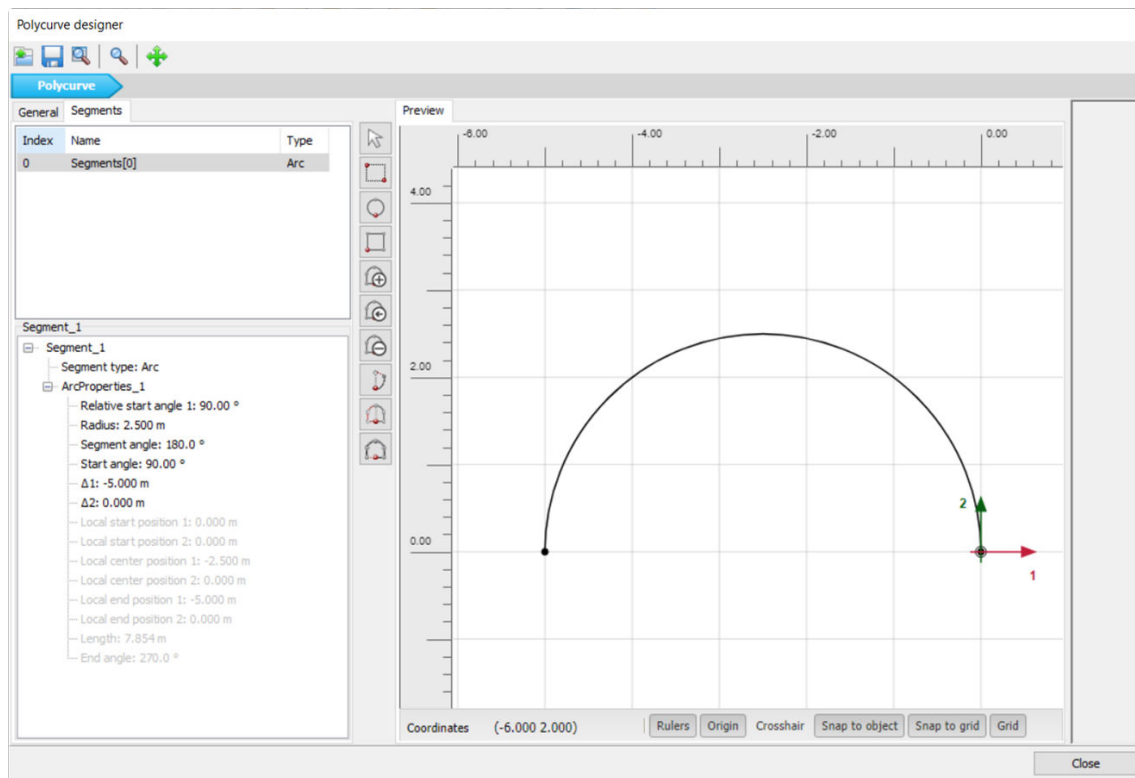 Polycurve designer
Polycurve
General Segments
Index Name Type
0 Segments[0] Arc
Segment_1
Segment_1
Segment type: Arc
ArcProperties_1
Relative start angle 1: 90.00 °
Radius: 2.500 m
Segment angle: 180.0 °
Start angle: 90.00 °
Δ1: -5.000 m
Δ2: 0.000 m
Local start position 1: 0.000 m
Local start position 2: 0.000 m
Local center position 1: -2.500 m
Local center position 2: 0.000 m
Local end position 1: -5.000 m
Local end position 2: 0.000 m
Length: 7.854 m
End angle: 270.0 °
Preview
-6.00 -4.00 -2.00 0.00
4.00
2.00
0.00
2
1
Coordinates (-6.000 2.000) Rulers Origin Crosshair Snap to object Snap to grid Grid
Close